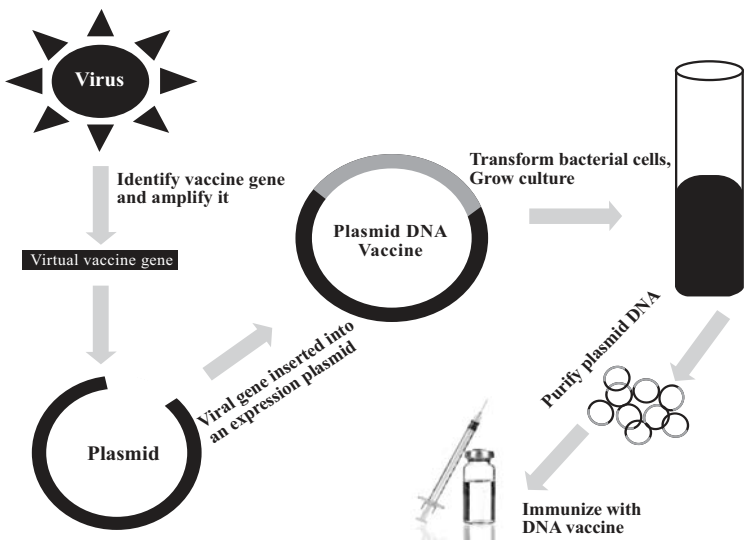 Virus
Identify vaccine gene
and amplify it
Virtual vaccine gene
Plasmid
Viral gene inserted into
an expression plasmid
Plasmid DNA
Vaccine
Transform bacterial cells,
Grow culture
Purify plasmid DNA
Immunize with
DNA vaccine